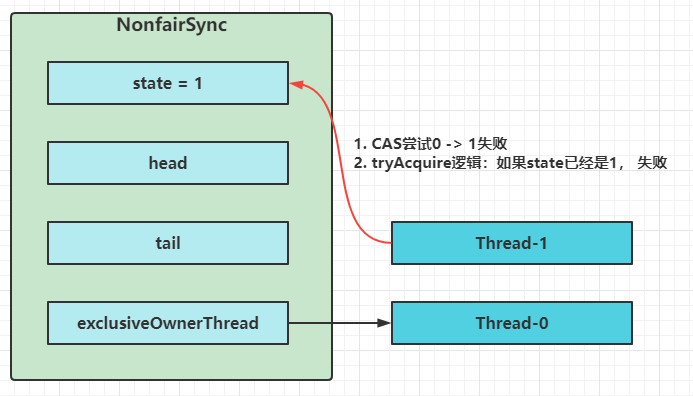 NonfairSync
state = 1
head
tail
exclusiveOwnerThread
1. CAS尝试0 -> 1失败
2. tryAcquire逻辑：如果state已经是1， 失败
Thread-1
Thread-0